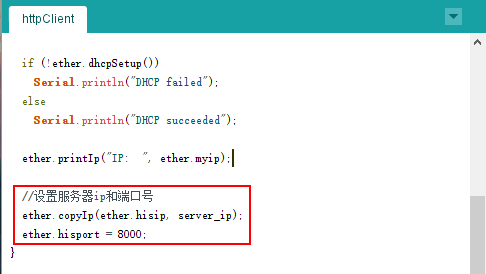 httpClient
if (!ether.dhcpSetup())
Serial.println("DHCP failed");
else
Serial.println("DHCP succeeded");
ether.printIp("IP:  ", ether.myip);
//设置服务器ip和端口号
ether.copyIp(ether.hisip, server_ip);
ether.hisport = 8000;
}